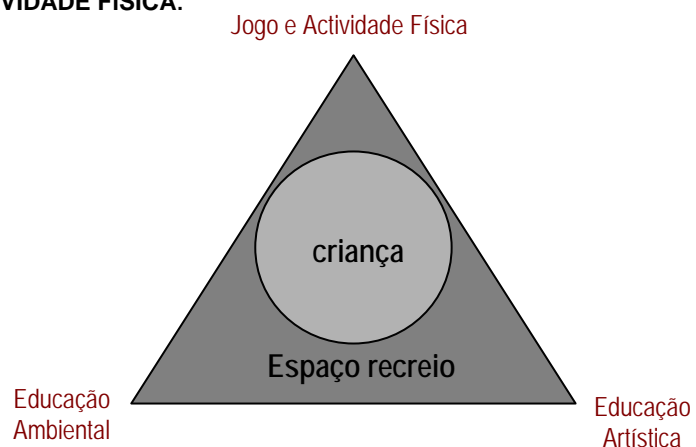 VIDADE FÍSICA.
Jogo e Actividade Física
criança
Espaço recreio
Educação
Ambiental
Educação
Artística